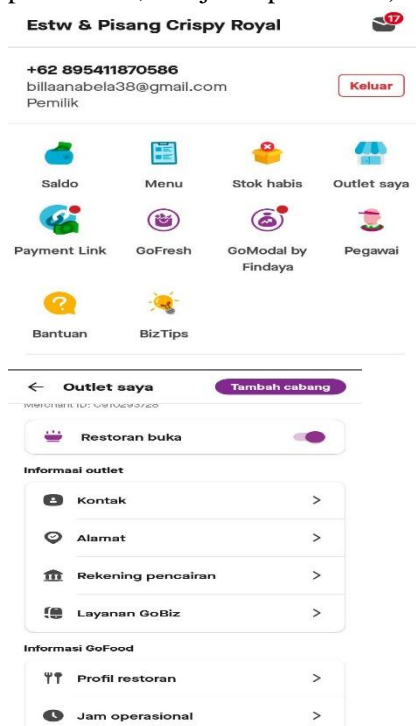 Estw & Pisang Crispy Royal
17
+62 895411870586
billaanabela38@gmail.com
Pemilik
Keluar
Saldo
Menu
Stok habis
Outlet saya
Payment Link
GoFresh
GoModal by
Findaya
Pegawai
Bantuan
BizTips
← Outlet saya
Tambah cabang
Restoran buka
Informasi outlet
Kontak >
Alamat >
Rekening pencairan >
Layanan GoBiz >
Informasi GoFood
Profil restoran >
Jam operasional >